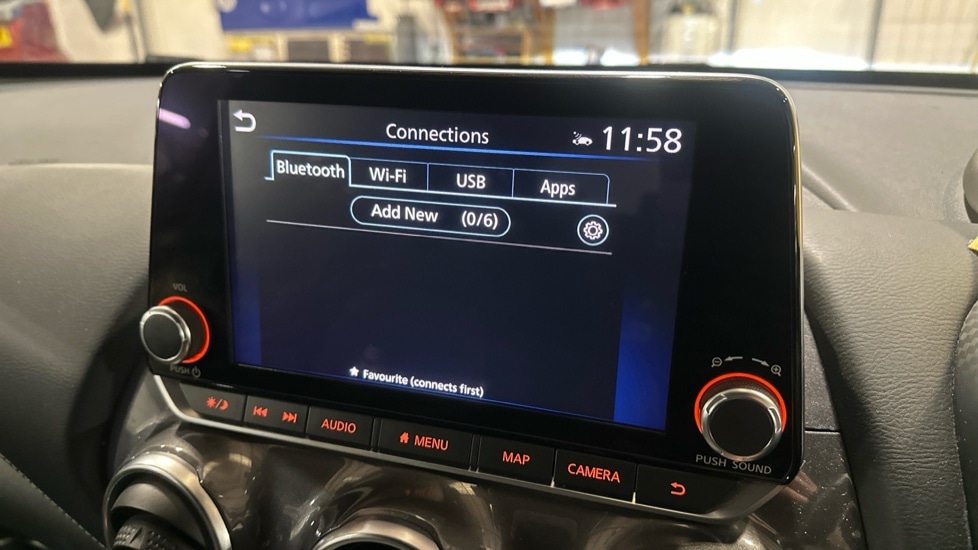 Connections
11:58
Bluetooth Wi-Fi USB Apps
Add New (0/6)
★ Favourite (connects first)
VOL
PUSH
AUDIO MENU MAP CAMERA
PUSH SOUND